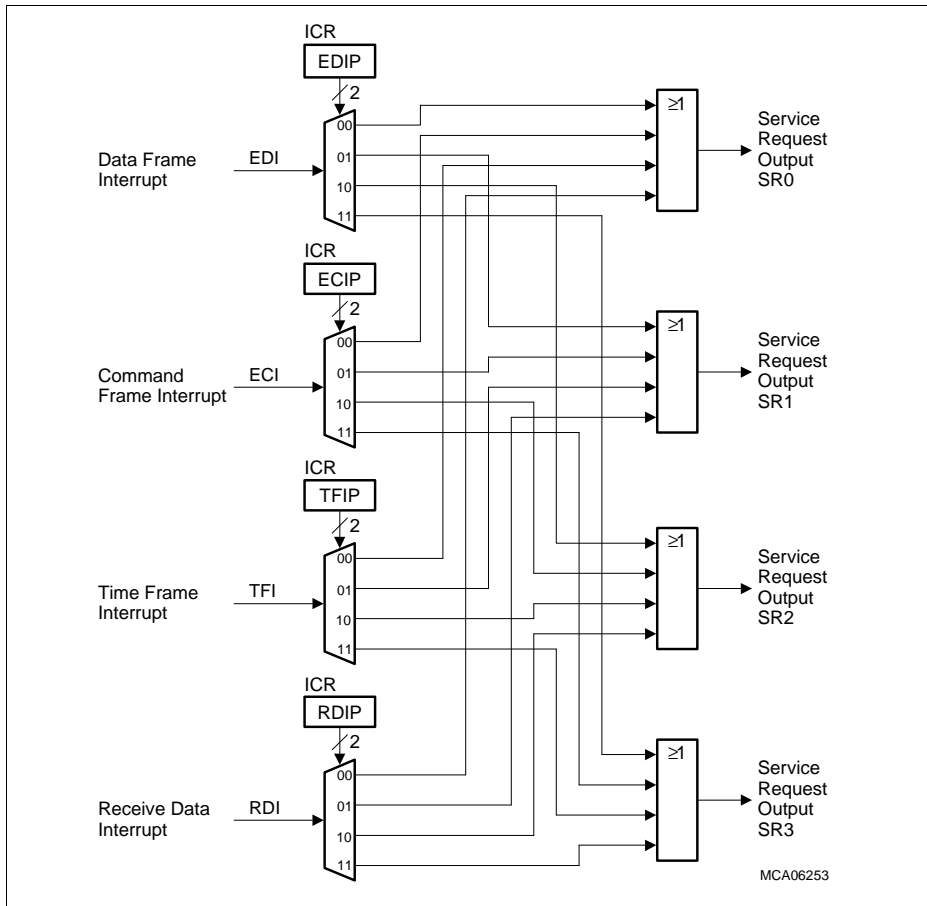 ICR
EDIP
2
00
01
10
11
Data Frame
Interrupt
EDI
≥1
Service
Request
Output
SR0
ICR
ECIP
2
00
01
10
11
Command
Frame Interrupt
ECI
≥1
Service
Request
Output
SR1
ICR
TFIP
2
00
01
10
11
Time Frame
Interrupt
TFI
≥1
Service
Request
Output
SR2
ICR
RDIP
2
00
01
10
11
Receive Data
Interrupt
RDI
≥1
Service
Request
Output
SR3
MCA06253